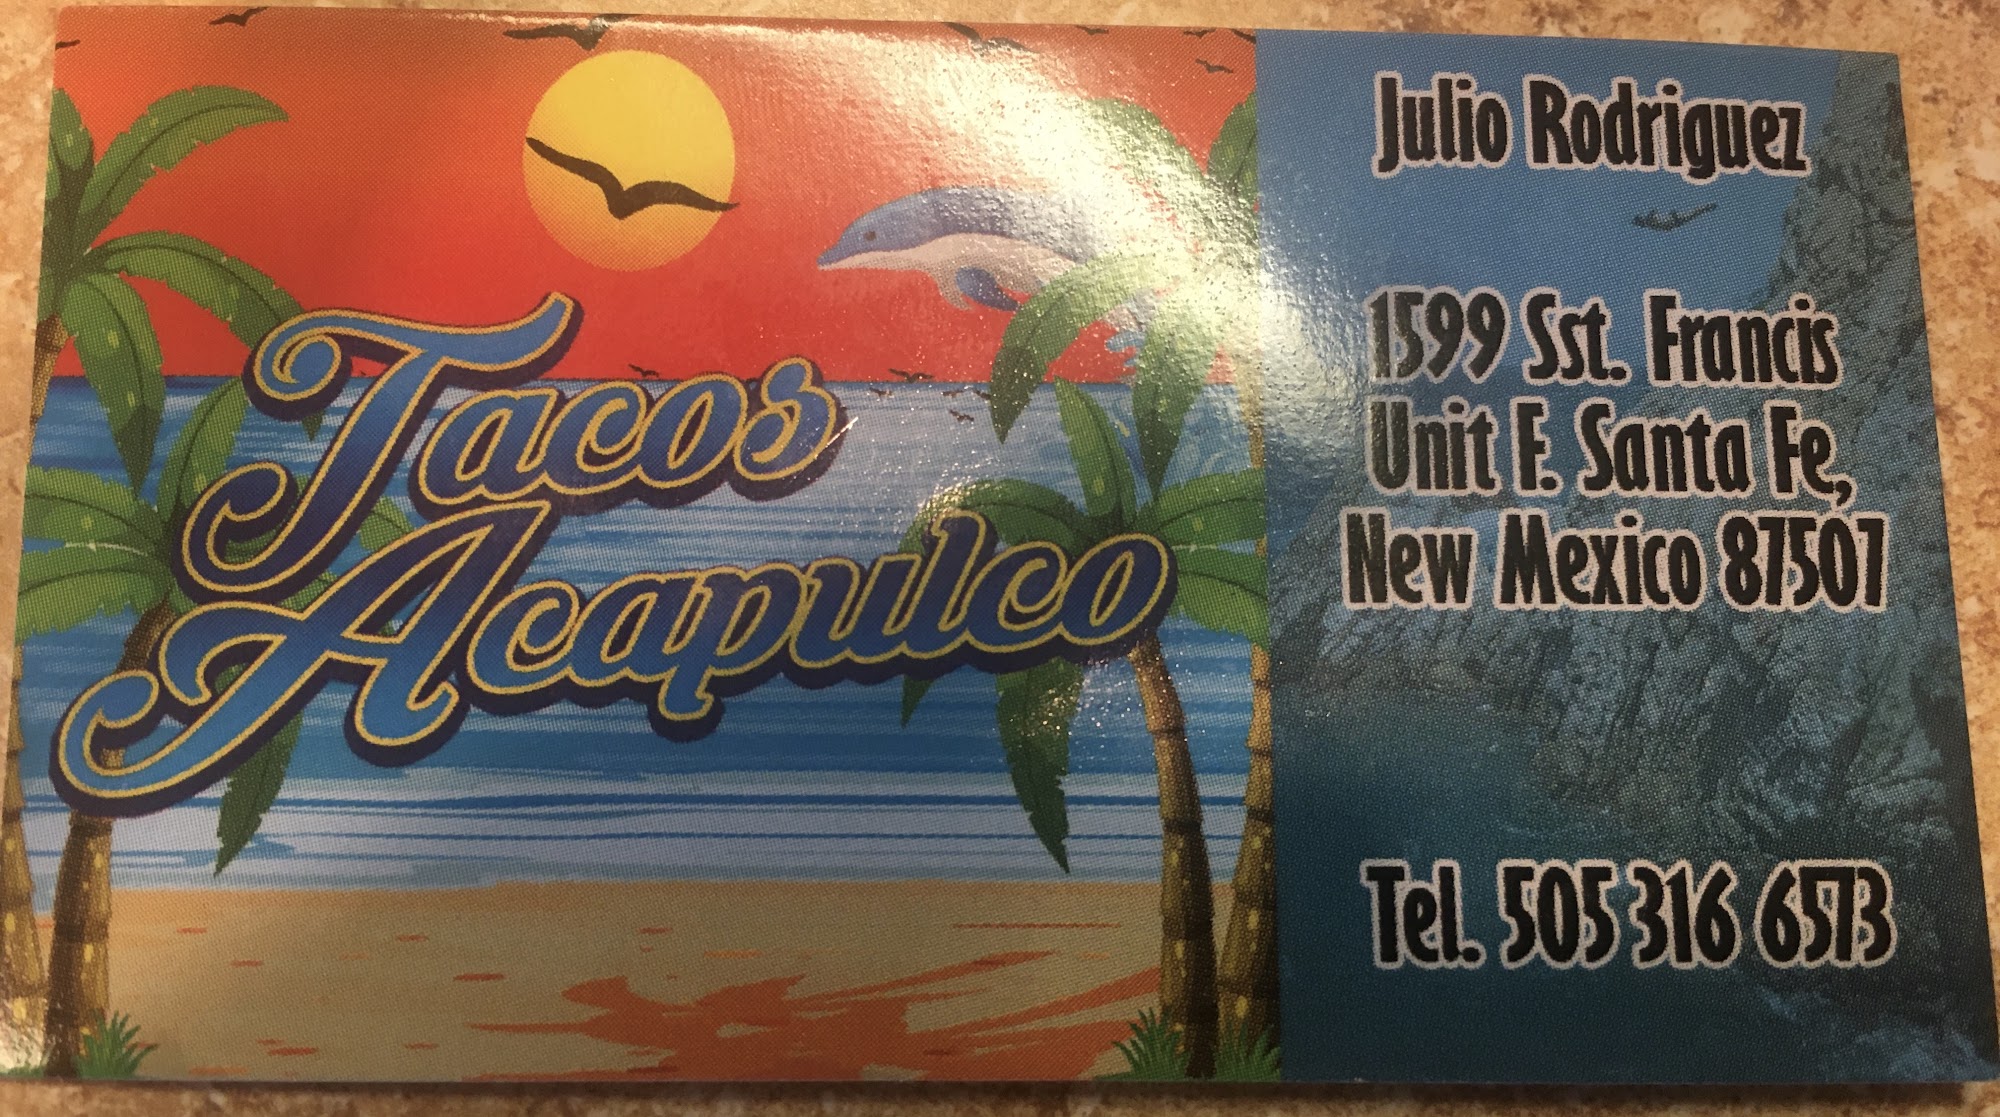 Tacos
Acapulco
Julio Rodriguez
1599 Sst. Francis
Unit F. Santa Fe,
New Mexico 87507
Tel. 505 316 6573